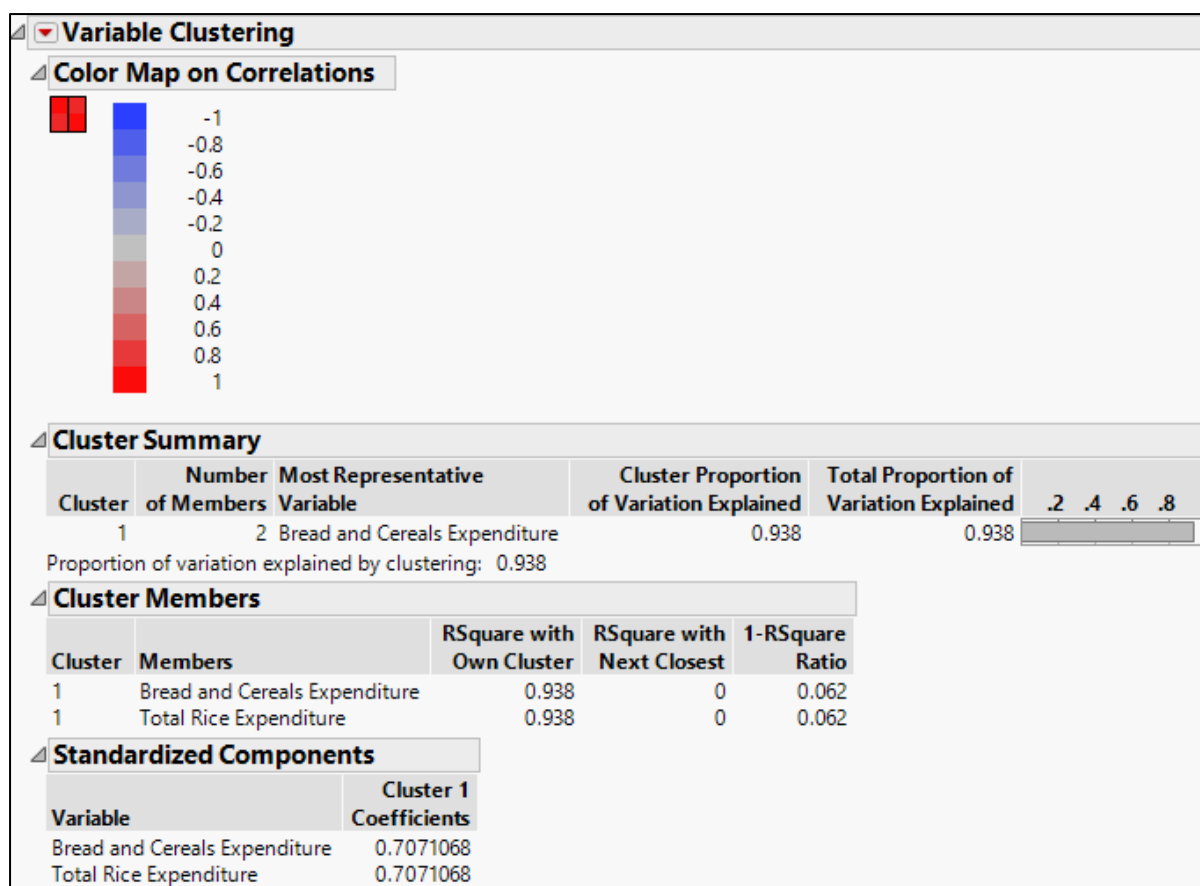 Variable Clustering
Color Map on Correlations
-1
-0.8
-0.6
-0.4
-0.2
0
0.2
0.4
0.6
0.8
1
Cluster Summary
Number Most Representative Cluster Proportion Total Proportion of
Cluster of Members Variable of Variation Explained Variation Explained .2 .4 .6 .8
1 2 Bread and Cereals Expenditure 0.938 0.938
Proportion of variation explained by clustering: 0.938
Cluster Members
RSquare with RSquare with 1-RSquare
Cluster Members Own Cluster Next Closest Ratio
1 Bread and Cereals Expenditure 0.938 0 0.062
1 Total Rice Expenditure 0.938 0 0.062
Standardized Components
Cluster 1
Variable Coefficients
Bread and Cereals Expenditure 0.7071068
Total Rice Expenditure 0.7071068